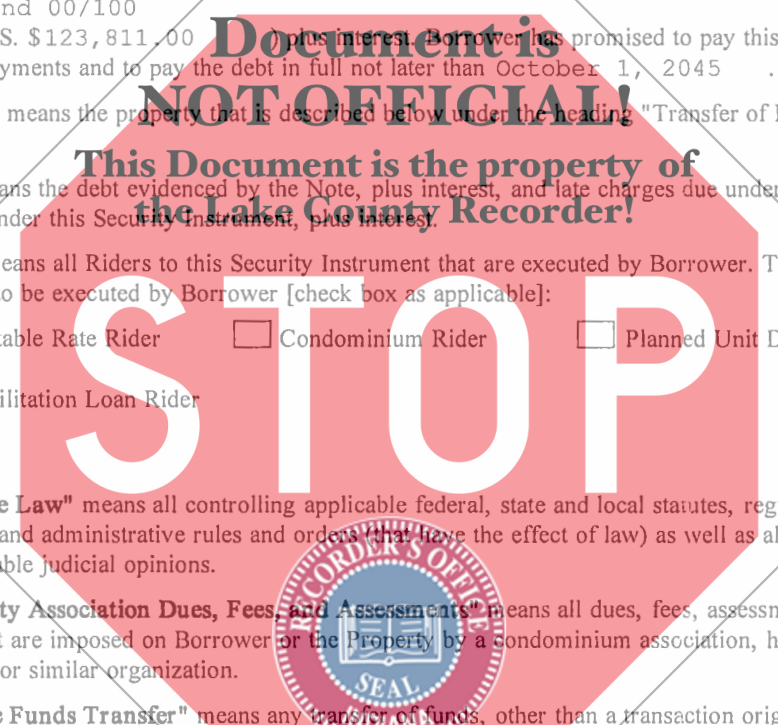 nd 00/100
Document is
S. $123,811.00 ) plus interest. Borrower has promised to pay this
yments and to pay the debt in full not later than October 1, 2045 .
NOT OFFICIAL!
means the property that is described below under the heading "Transfer of
This Document is the property of
ans the debt evidenced by the Note, plus interest, and late charges due unde
the Lake County Recorder!
nder this Security Instrument, plus interest.
eans all Riders to this Security Instrument that are executed by Borrower. T
o be executed by Borrower [check box as applicable]:
STOP
table Rate Rider Condominium Rider Planned Unit D
ilitation Loan Rider
e Law" means all controlling applicable federal, state and local statutes, reg
and administrative rules and orders (that have the effect of law) as well as al
ble judicial opinions.
RECORDER'S OFFICE
ty Association Dues, Fees, and Assessments" means all dues, fees, assessm
t are imposed on Borrower or the Property by a condominium association, h
or similar organization.
SEAL
e Funds Transfer" means any transfer of funds, other than a transaction orig